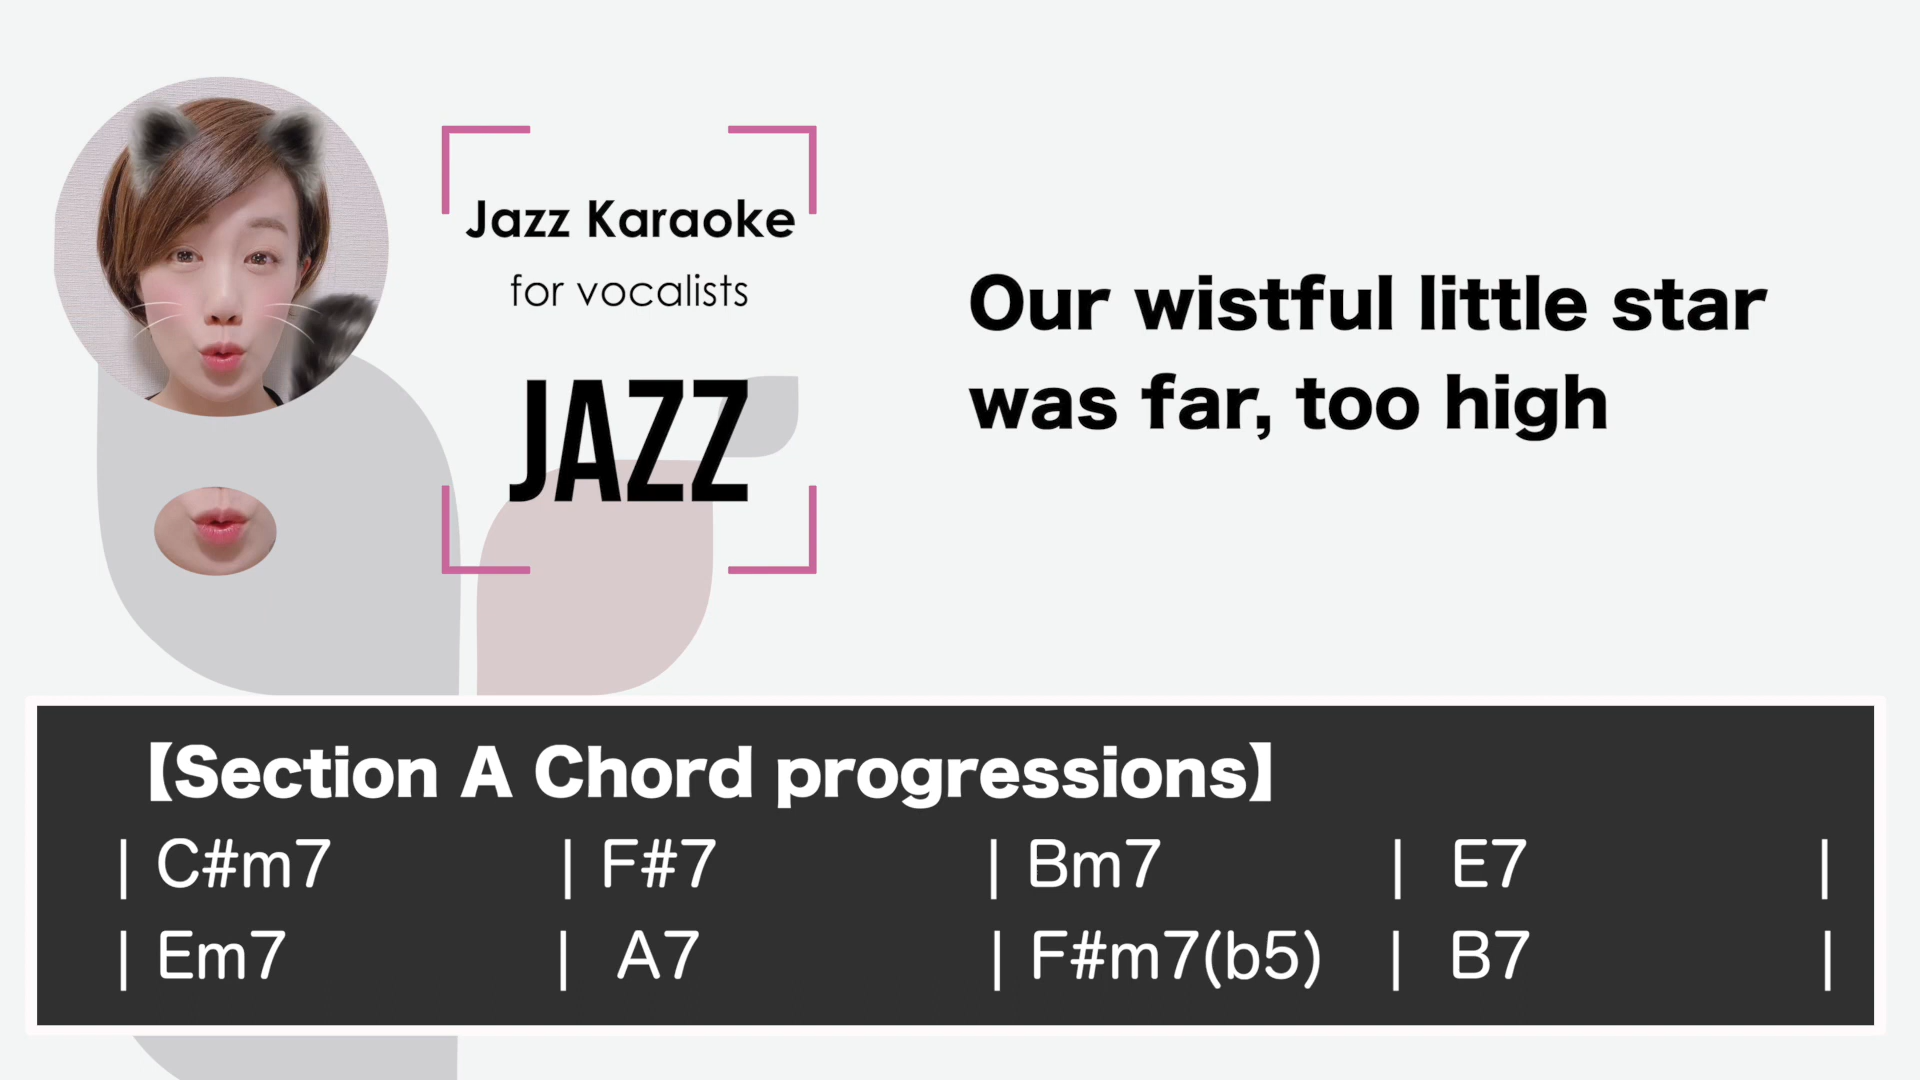 Jazz Karaoke
for vocalists
JAZZ
Our wistful little star
was far, too high
【Section A Chord progressions】
| C#m7 | F#7 | Bm7 | E7 |
| Em7 | A7 | F#m7(b5) | B7 |